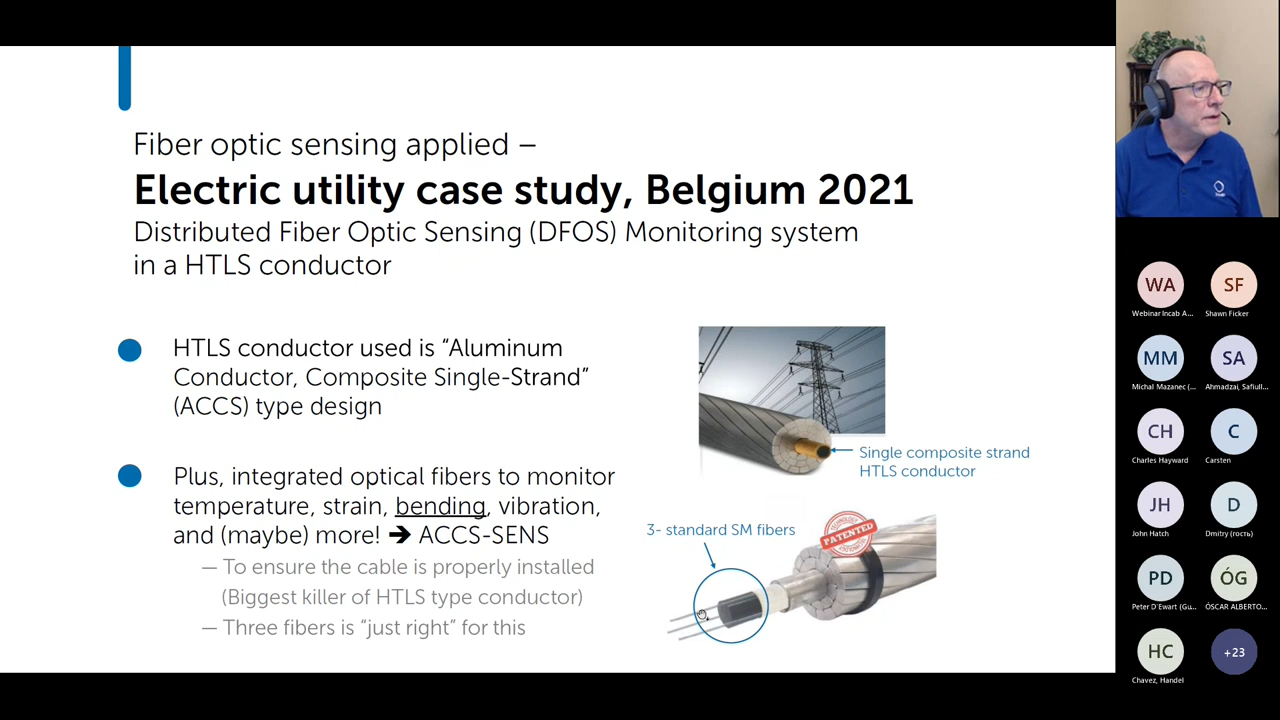 Fiber optic sensing applied –
Electric utility case study, Belgium 2021
Distributed Fiber Optic Sensing (DFOS) Monitoring system
in a HTLS conductor
HTLS conductor used is “Aluminum
Conductor, Composite Single-Strand”
(ACCS) type design
Plus, integrated optical fibers to monitor
temperature, strain, bending, vibration,
and (maybe) more! ➔ ACCS-SENS
— To ensure the cable is properly installed
(Biggest killer of HTLS type conductor)
— Three fibers is “just right” for this
Single composite strand
HTLS conductor
3- standard SM fibers
TECHNOLOGY
PATENTED
WA
Webinar Incab A...
SF
Shawn Ficker
MM
Michal Mazanec (...
SA
Ahmadzai, Safiull...
CH
Charles Hayward
C
Carsten
JH
John Hatch
D
Dmitry (гость)
PD
Peter D'Ewart (Gu...
ÓG
ÓSCAR ALBERTO...
HC
Chavez, Handel
+23